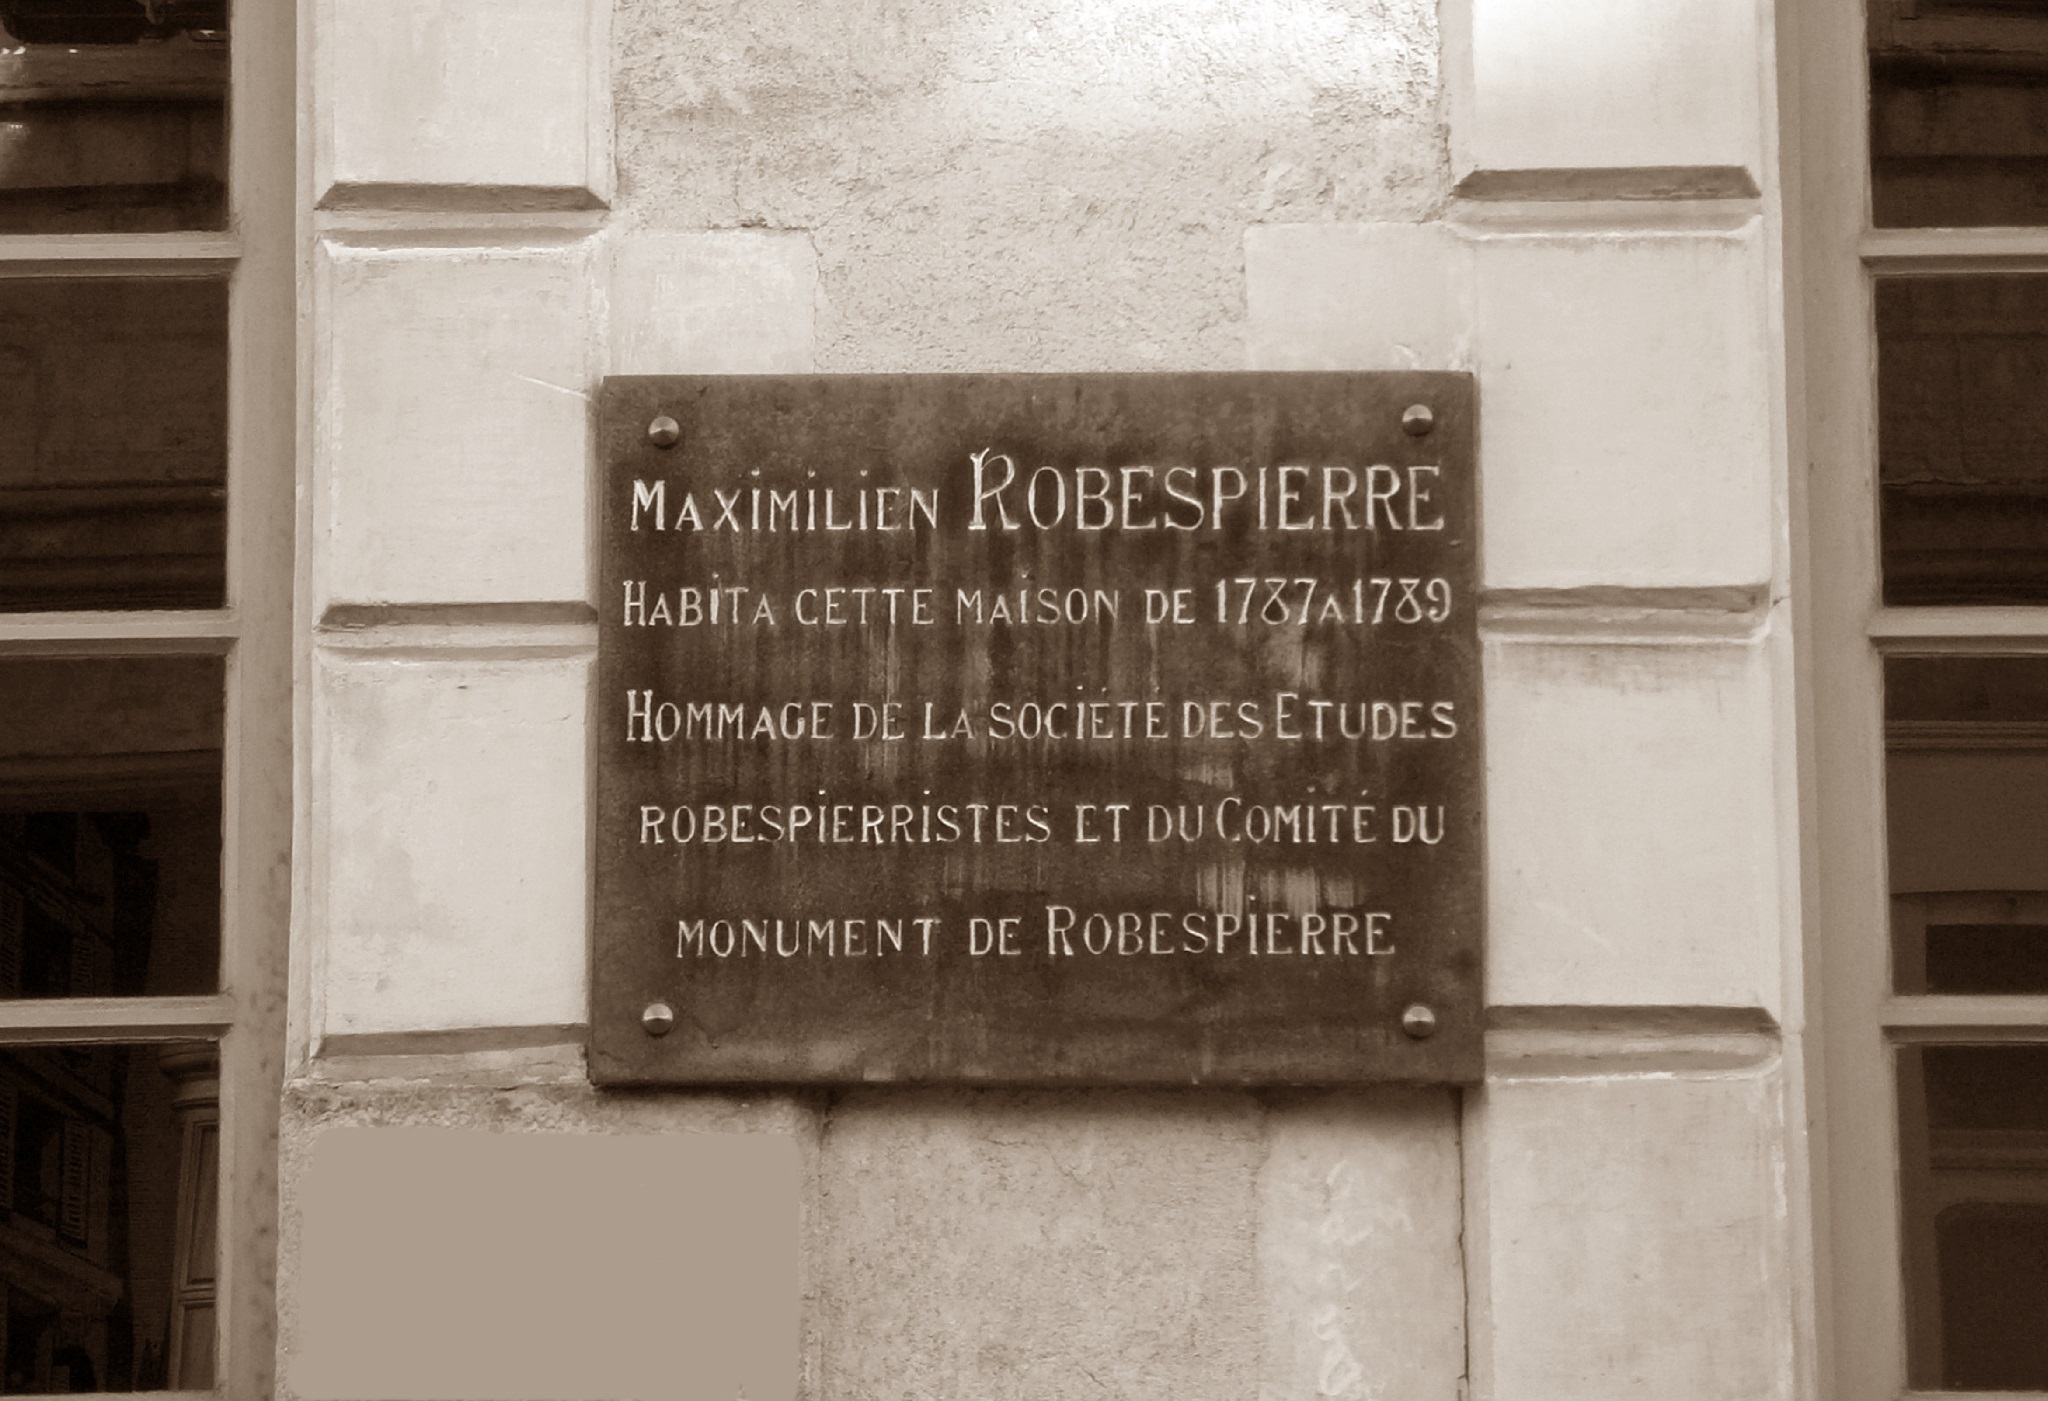 MAXIMILIEN ROBESPIERRE
HABITA CETTE MAISON DE 1787 A 1789
HOMMAGE DE LA SOCIÉTÉ DES ETUDES
ROBESPIERRISTES ET DU COMITÉ DU
MONUMENT DE ROBESPIERRE